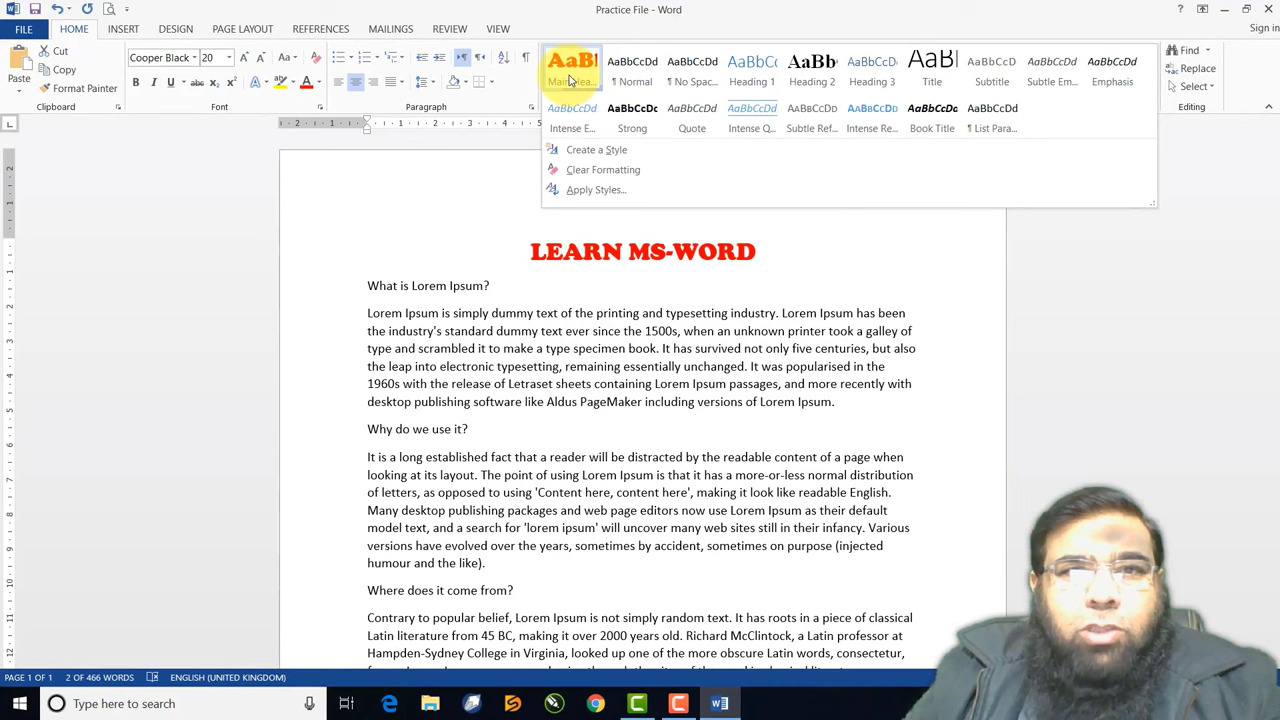 Practice File - Word
Sign in
FILE HOME INSERT DESIGN PAGE LAYOUT REFERENCES MAILINGS REVIEW VIEW
Paste
Cut
Copy
Format Painter
Clipboard
Cooper Black 20
Font
Paragraph
AaBbCcDd AaBbCcDd AaBbCc AaBb AaBbCcD AaBbCcDd AaBbCcDd AaBbCcDd
¶ Normal ¶ No Spac... Heading 1 Heading 2 Heading 3 Title Subtitle Subtle Em... Emphasis
AaBbCcDd AaBbCcDc AaBbCcDd AaBbCcDd AaBbCcDd AaBbCcDd AaBbCcDd AaBbCcDd
Intense E... Strong Quote Intense Q... Subtle Ref... Intense Re... Book Title ¶ List Para...
Create a Style
Clear Formatting
Apply Styles...
Find
Replace
Select
Editing
LEARN MS-WORD
What is Lorem Ipsum?
Lorem Ipsum is simply dummy text of the printing and typesetting industry. Lorem Ipsum has been
the industry's standard dummy text ever since the 1500s, when an unknown printer took a galley of
type and scrambled it to make a type specimen book. It has survived not only five centuries, but also
the leap into electronic typesetting, remaining essentially unchanged. It was popularised in the
1960s with the release of Letraset sheets containing Lorem Ipsum passages, and more recently with
desktop publishing software like Aldus PageMaker including versions of Lorem Ipsum.
Why do we use it?
It is a long established fact that a reader will be distracted by the readable content of a page when
looking at its layout. The point of using Lorem Ipsum is that it has a more-or-less normal distribution
of letters, as opposed to using 'Content here, content here', making it look like readable English.
Many desktop publishing packages and web page editors now use Lorem Ipsum as their default
model text, and a search for 'lorem ipsum' will uncover many web sites still in their infancy. Various
versions have evolved over the years, sometimes by accident, sometimes on purpose (injected
humour and the like).
Where does it come from?
Contrary to popular belief, Lorem Ipsum is not simply random text. It has roots in a piece of classical
Latin literature from 45 BC, making it over 2000 years old. Richard McClintock, a Latin professor at
Hampden-Sydney College in Virginia, looked up one of the more obscure Latin words, consectetur,
PAGE 1 OF 1 2 OF 466 WORDS ENGLISH (UNITED KINGDOM)
Type here to search